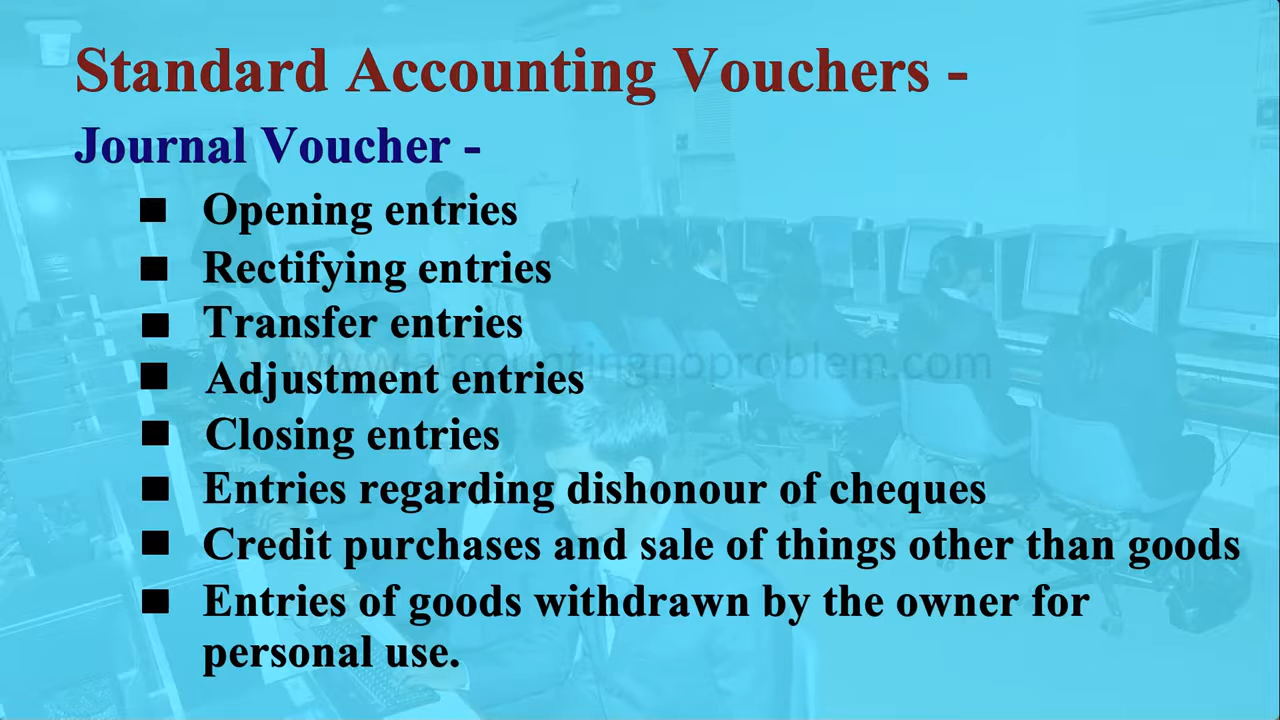 Standard Accounting Vouchers -
Journal Voucher -
■ Opening entries
■ Rectifying entries
■ Transfer entries
www.accountingnoproblem.com
■ Adjustment entries
■ Closing entries
■ Entries regarding dishonour of cheques
■ Credit purchases and sale of things other than goods
■ Entries of goods withdrawn by the owner for
personal use.